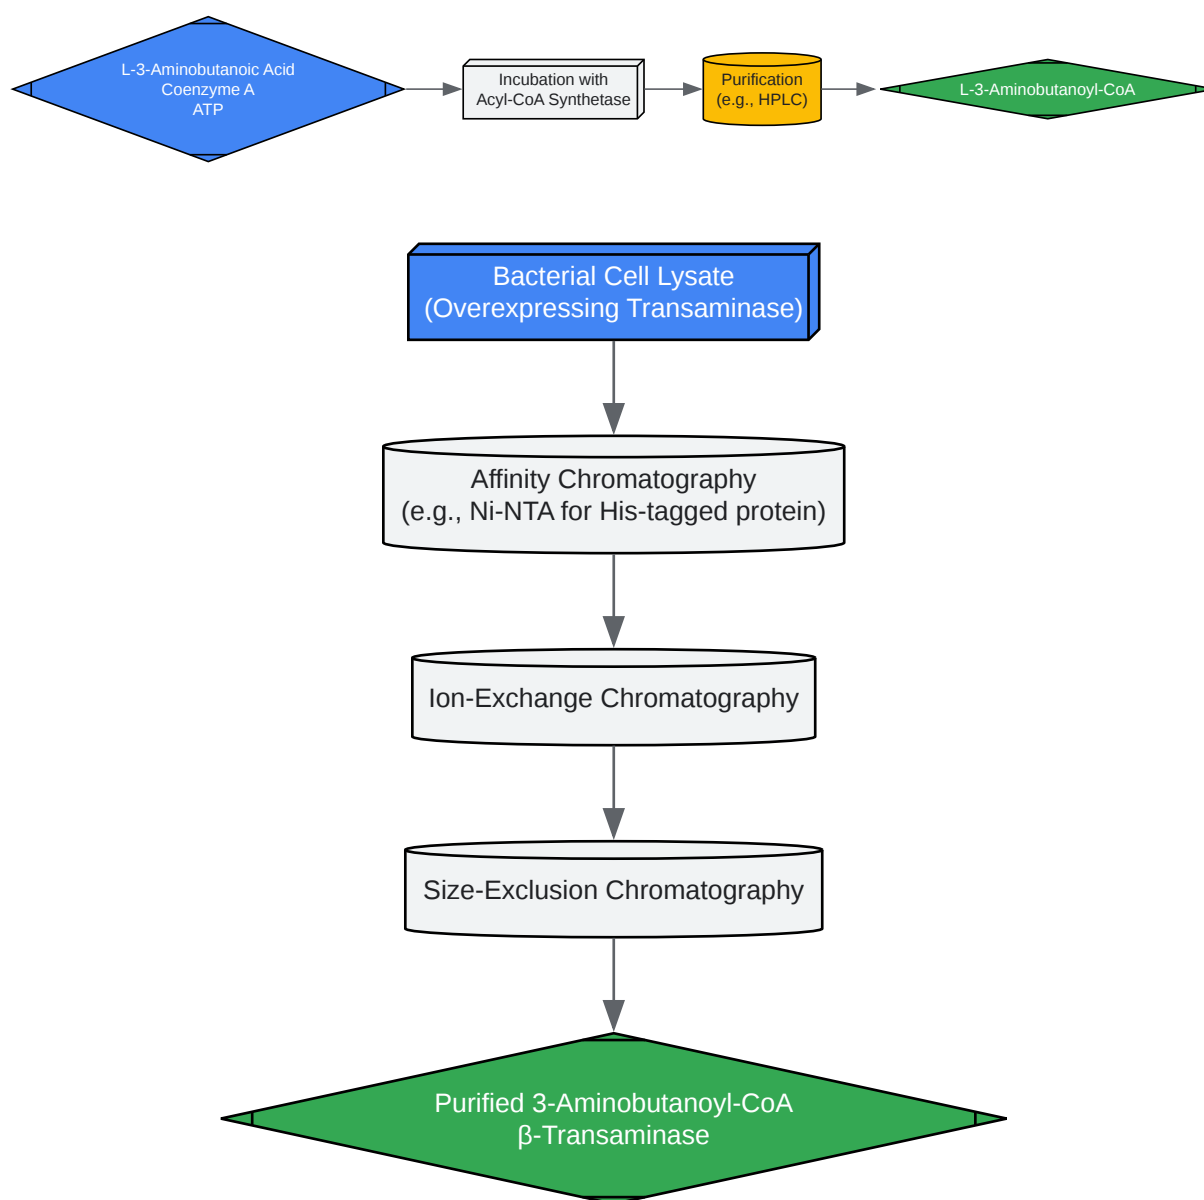 L-3-Aminobutanoic Acid
Coenzyme A
ATP
Incubation with
Acyl-CoA Synthetase
Purification
(e.g., HPLC)
L-3-Aminobutanoyl-CoA
Bacterial Cell Lysate
(Overexpressing Transaminase)
Affinity Chromatography
(e.g., Ni-NTA for His-tagged protein)
Ion-Exchange Chromatography
Size-Exclusion Chromatography
Purified 3-Aminobutanoyl-CoA
β-Transaminase